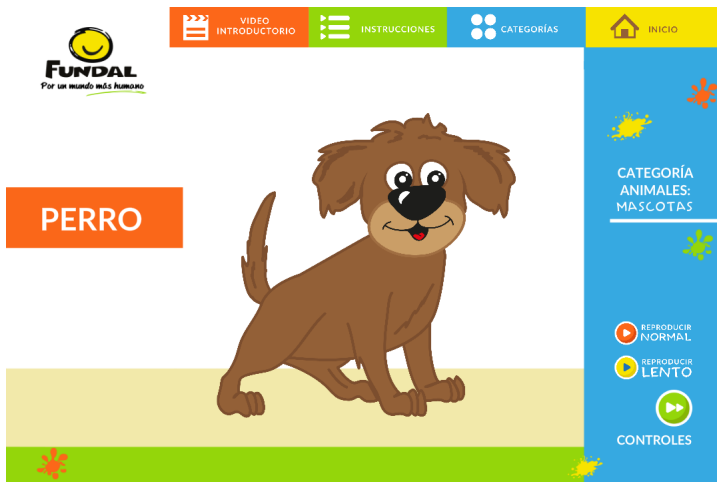 FUNDAL
Por un mundo más humano
VIDEO
INTRODUCTORIO
INSTRUCCIONES
CATEGORÍAS
INICIO
PERRO
CATEGORÍA
ANIMALES:
MASCOTAS
REPRODUCIR
NORMAL
REPRODUCIR
LENTO
CONTROLES